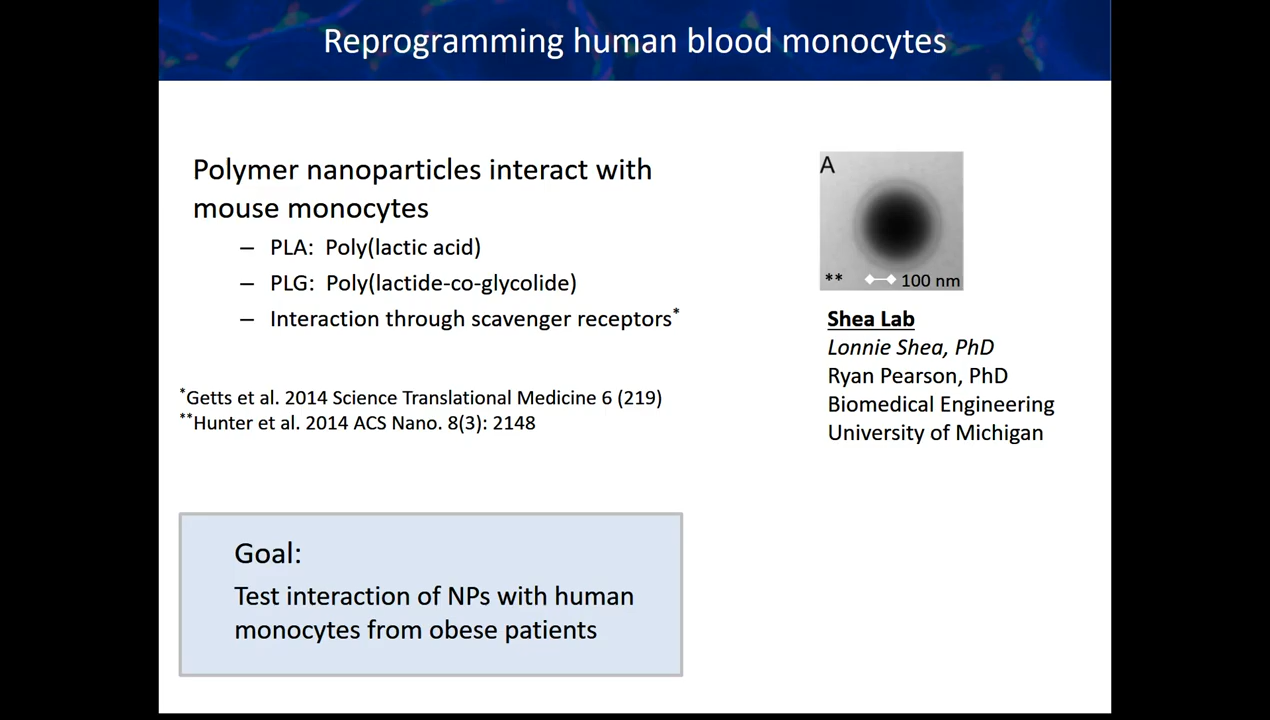 Reprogramming human blood monocytes
Polymer nanoparticles interact with
mouse monocytes
– PLA: Poly(lactic acid)
– PLG: Poly(lactide-co-glycolide)
– Interaction through scavenger receptors*
*Getts et al. 2014 Science Translational Medicine 6 (219)
**Hunter et al. 2014 ACS Nano. 8(3): 2148
A
** 100 nm
Shea Lab
Lonnie Shea, PhD
Ryan Pearson, PhD
Biomedical Engineering
University of Michigan
Goal:
Test interaction of NPs with human
monocytes from obese patients